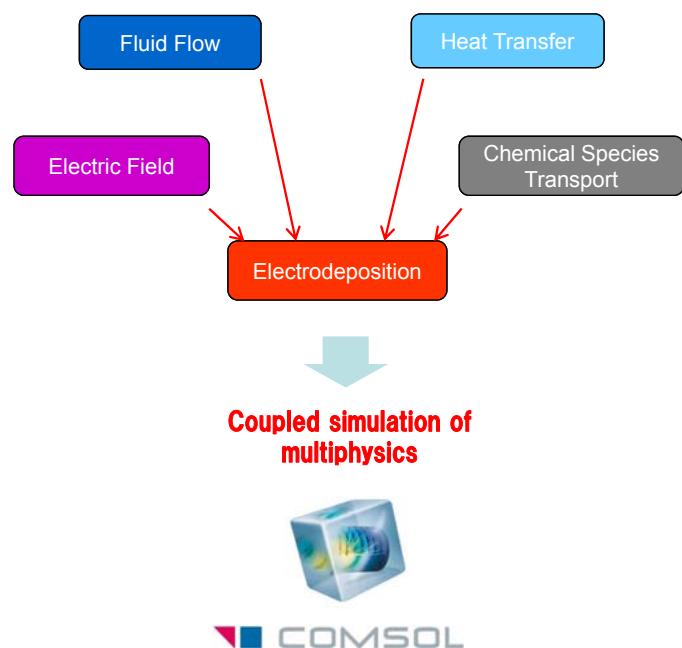 Fluid Flow
Heat Transfer
Electric Field
Chemical Species
Transport
Electrodeposition
Coupled simulation of
multiphysics
COMSOL